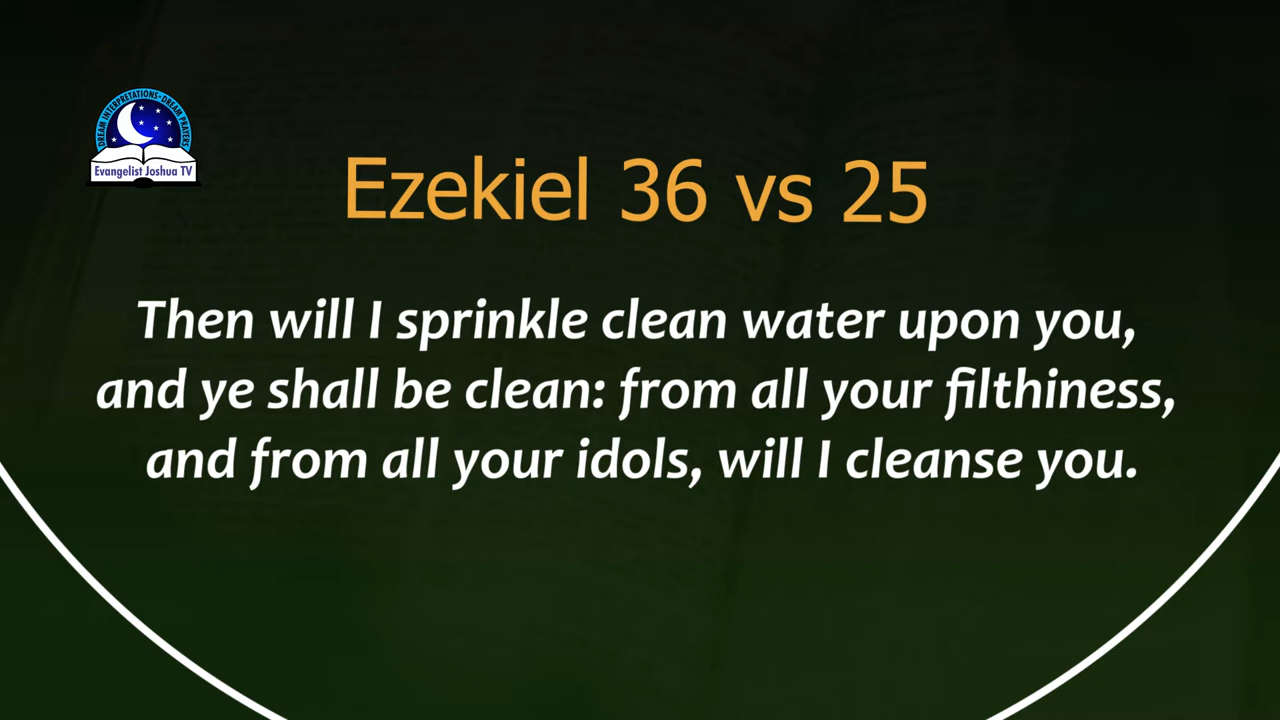 DREAM INTERPRETATIONS•DREAM PRAYERS
Evangelist Joshua TV
Ezekiel 36 vs 25
Then will I sprinkle clean water upon you,
and ye shall be clean: from all your filthiness,
and from all your idols, will I cleanse you.